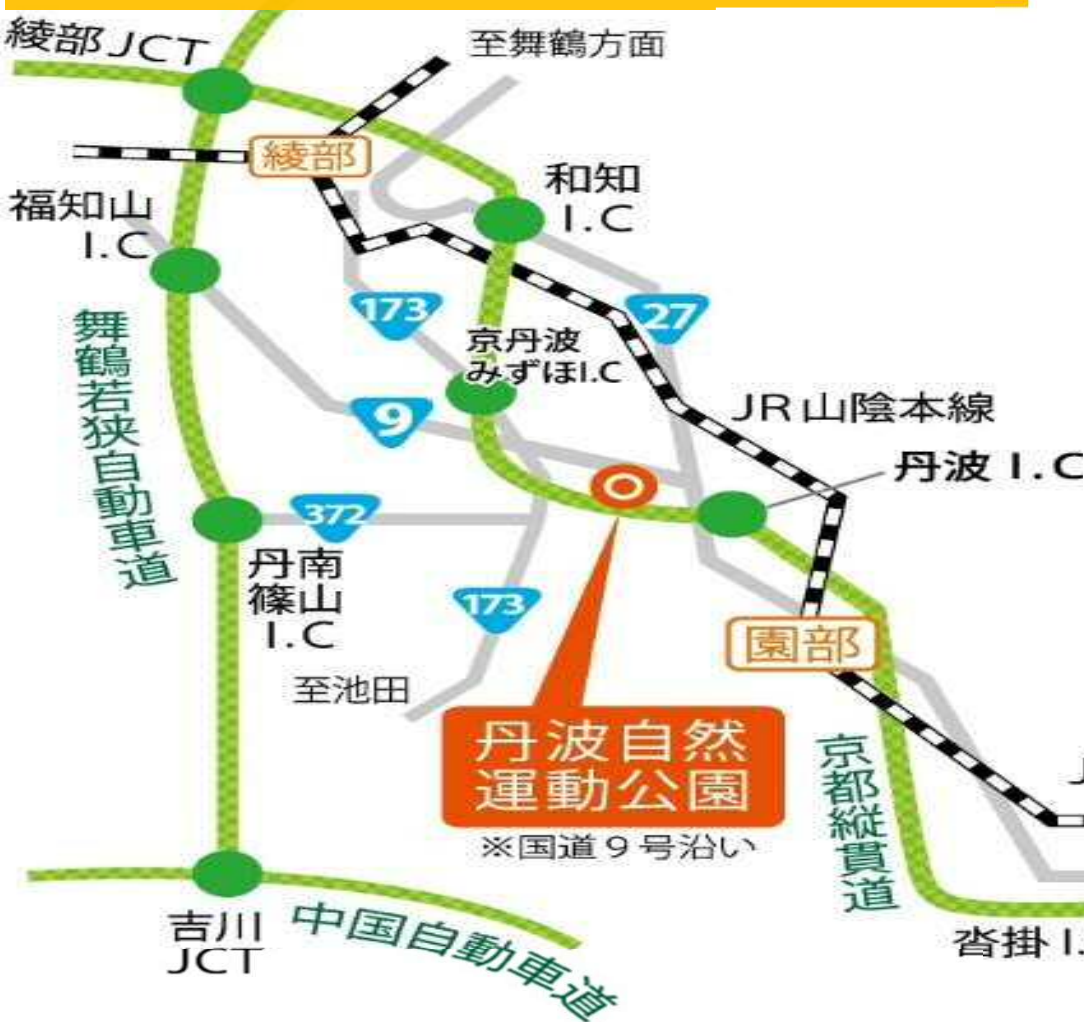 綾部JCT
至舞鶴方面
綾部
和知
I.C
福知山
I.C
173
27
京丹波
みずほI.C
舞鶴若狭自動車道
9
JR山陰本線
丹波I.C
372
丹南
篠山
I.C
173
園部
至池田
丹波自然
運動公園
※国道9号沿い
京都縦貫道
J
吉川
JCT
中国自動車道
沓掛I.